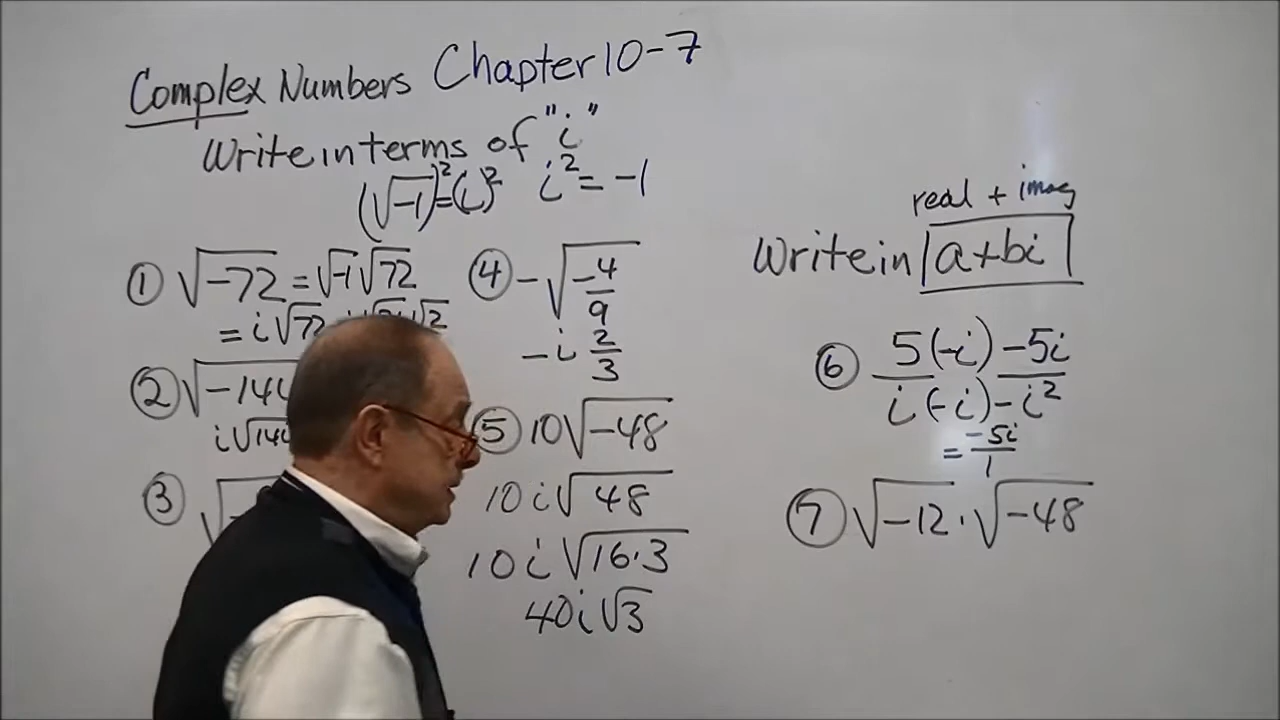 Complex Numbers Chapter 10-7
Write in terms of "i"
(√-1)²=(i)² i² = -1
① √-72 = √-1 √72
= i√72
② √-144
i√144
③
④ -√-4/9
-i 2/3
⑤ 10√-48
10i√48
10i√16·3
40i√3
real + imag
Write in a+bi
⑥ 5(-i) -5i
i(-i) -i²
= -5i/1
⑦ √-12 · √-48